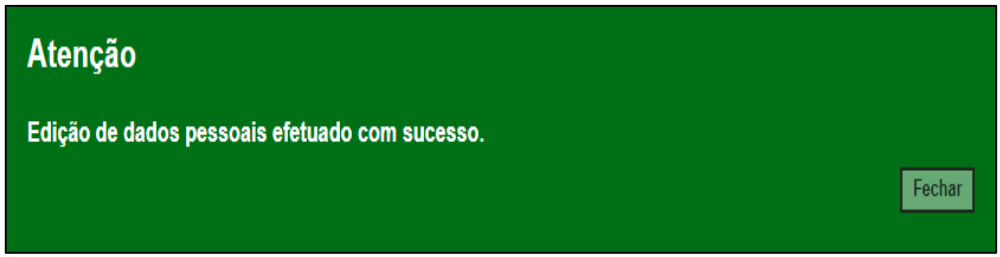 Atenção
Edição de dados pessoais efetuado com sucesso.
Fechar